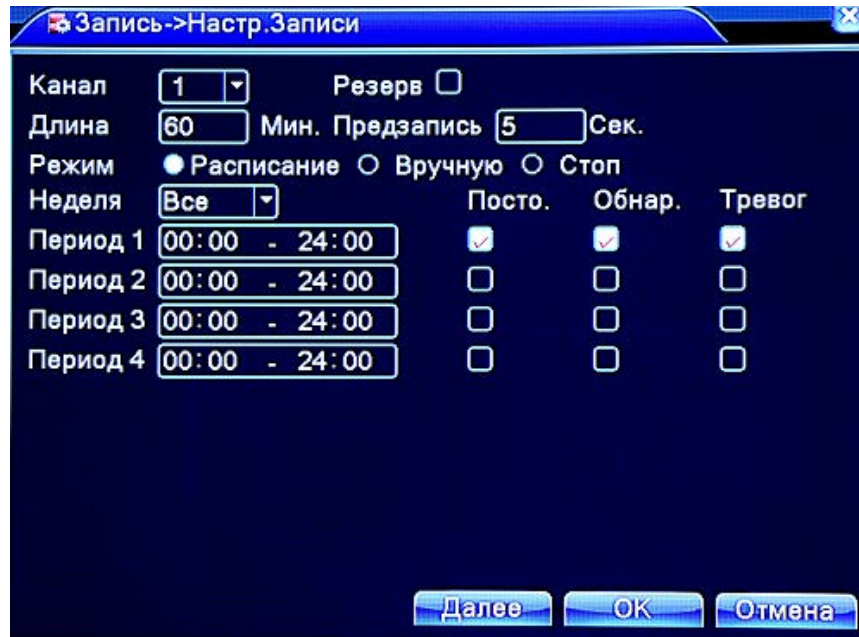 Запись->Настр.Записи
Канал 1 Резерв
Длина 60 Мин. Предзапись 5 Сек.
Режим Расписание Вручную Стоп
Неделя Все Посто. Обнар. Тревог
Период 1 00:00 - 24:00
Период 2 00:00 - 24:00
Период 3 00:00 - 24:00
Период 4 00:00 - 24:00
Далее OK Отмена